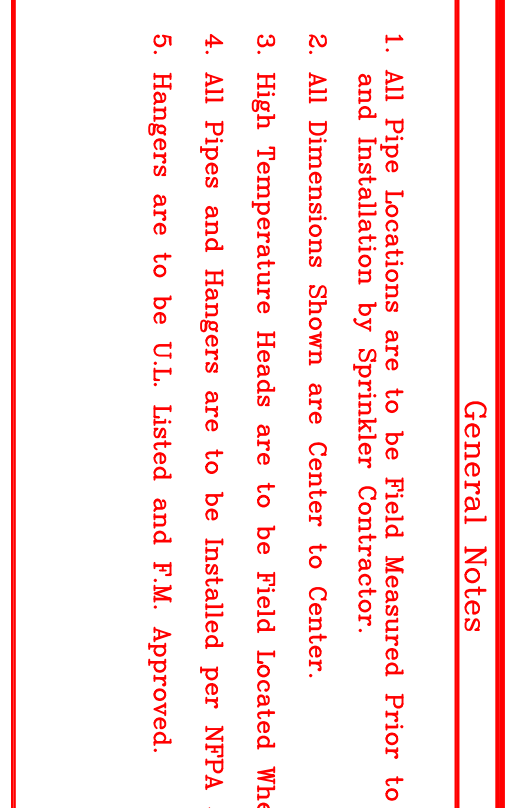 General Notes
1. All Pipe Locations are to be Field Measured Prior to
and Installation by Sprinkler Contractor.
2. All Dimensions Shown are Center to Center.
3. High Temperature Heads are to be Field Located
4. All Pipes and Hangers are to be Installed per NFPA
5. Hangers are to be U.L. Listed and F.M. Approved.